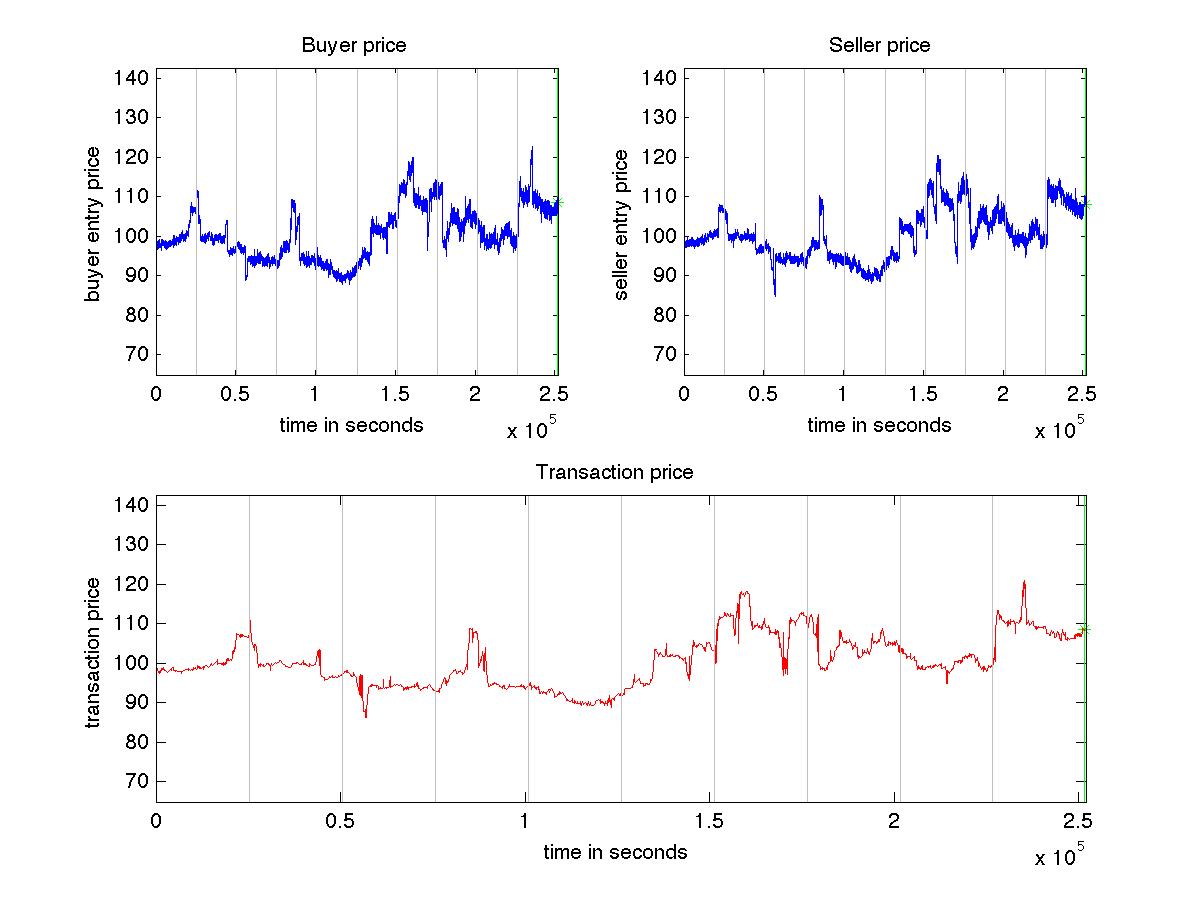 Buyer price
buyer entry price
140
130
120
110
100
90
80
70
0 0.5 1 1.5 2 2.5
time in seconds
x 10^5
Seller price
seller entry price
140
130
120
110
100
90
80
70
0 0.5 1 1.5 2 2.5
time in seconds
x 10^5
Transaction price
transaction price
140
130
120
110
100
90
80
70
0 0.5 1 1.5 2 2.5
time in seconds
x 10^5